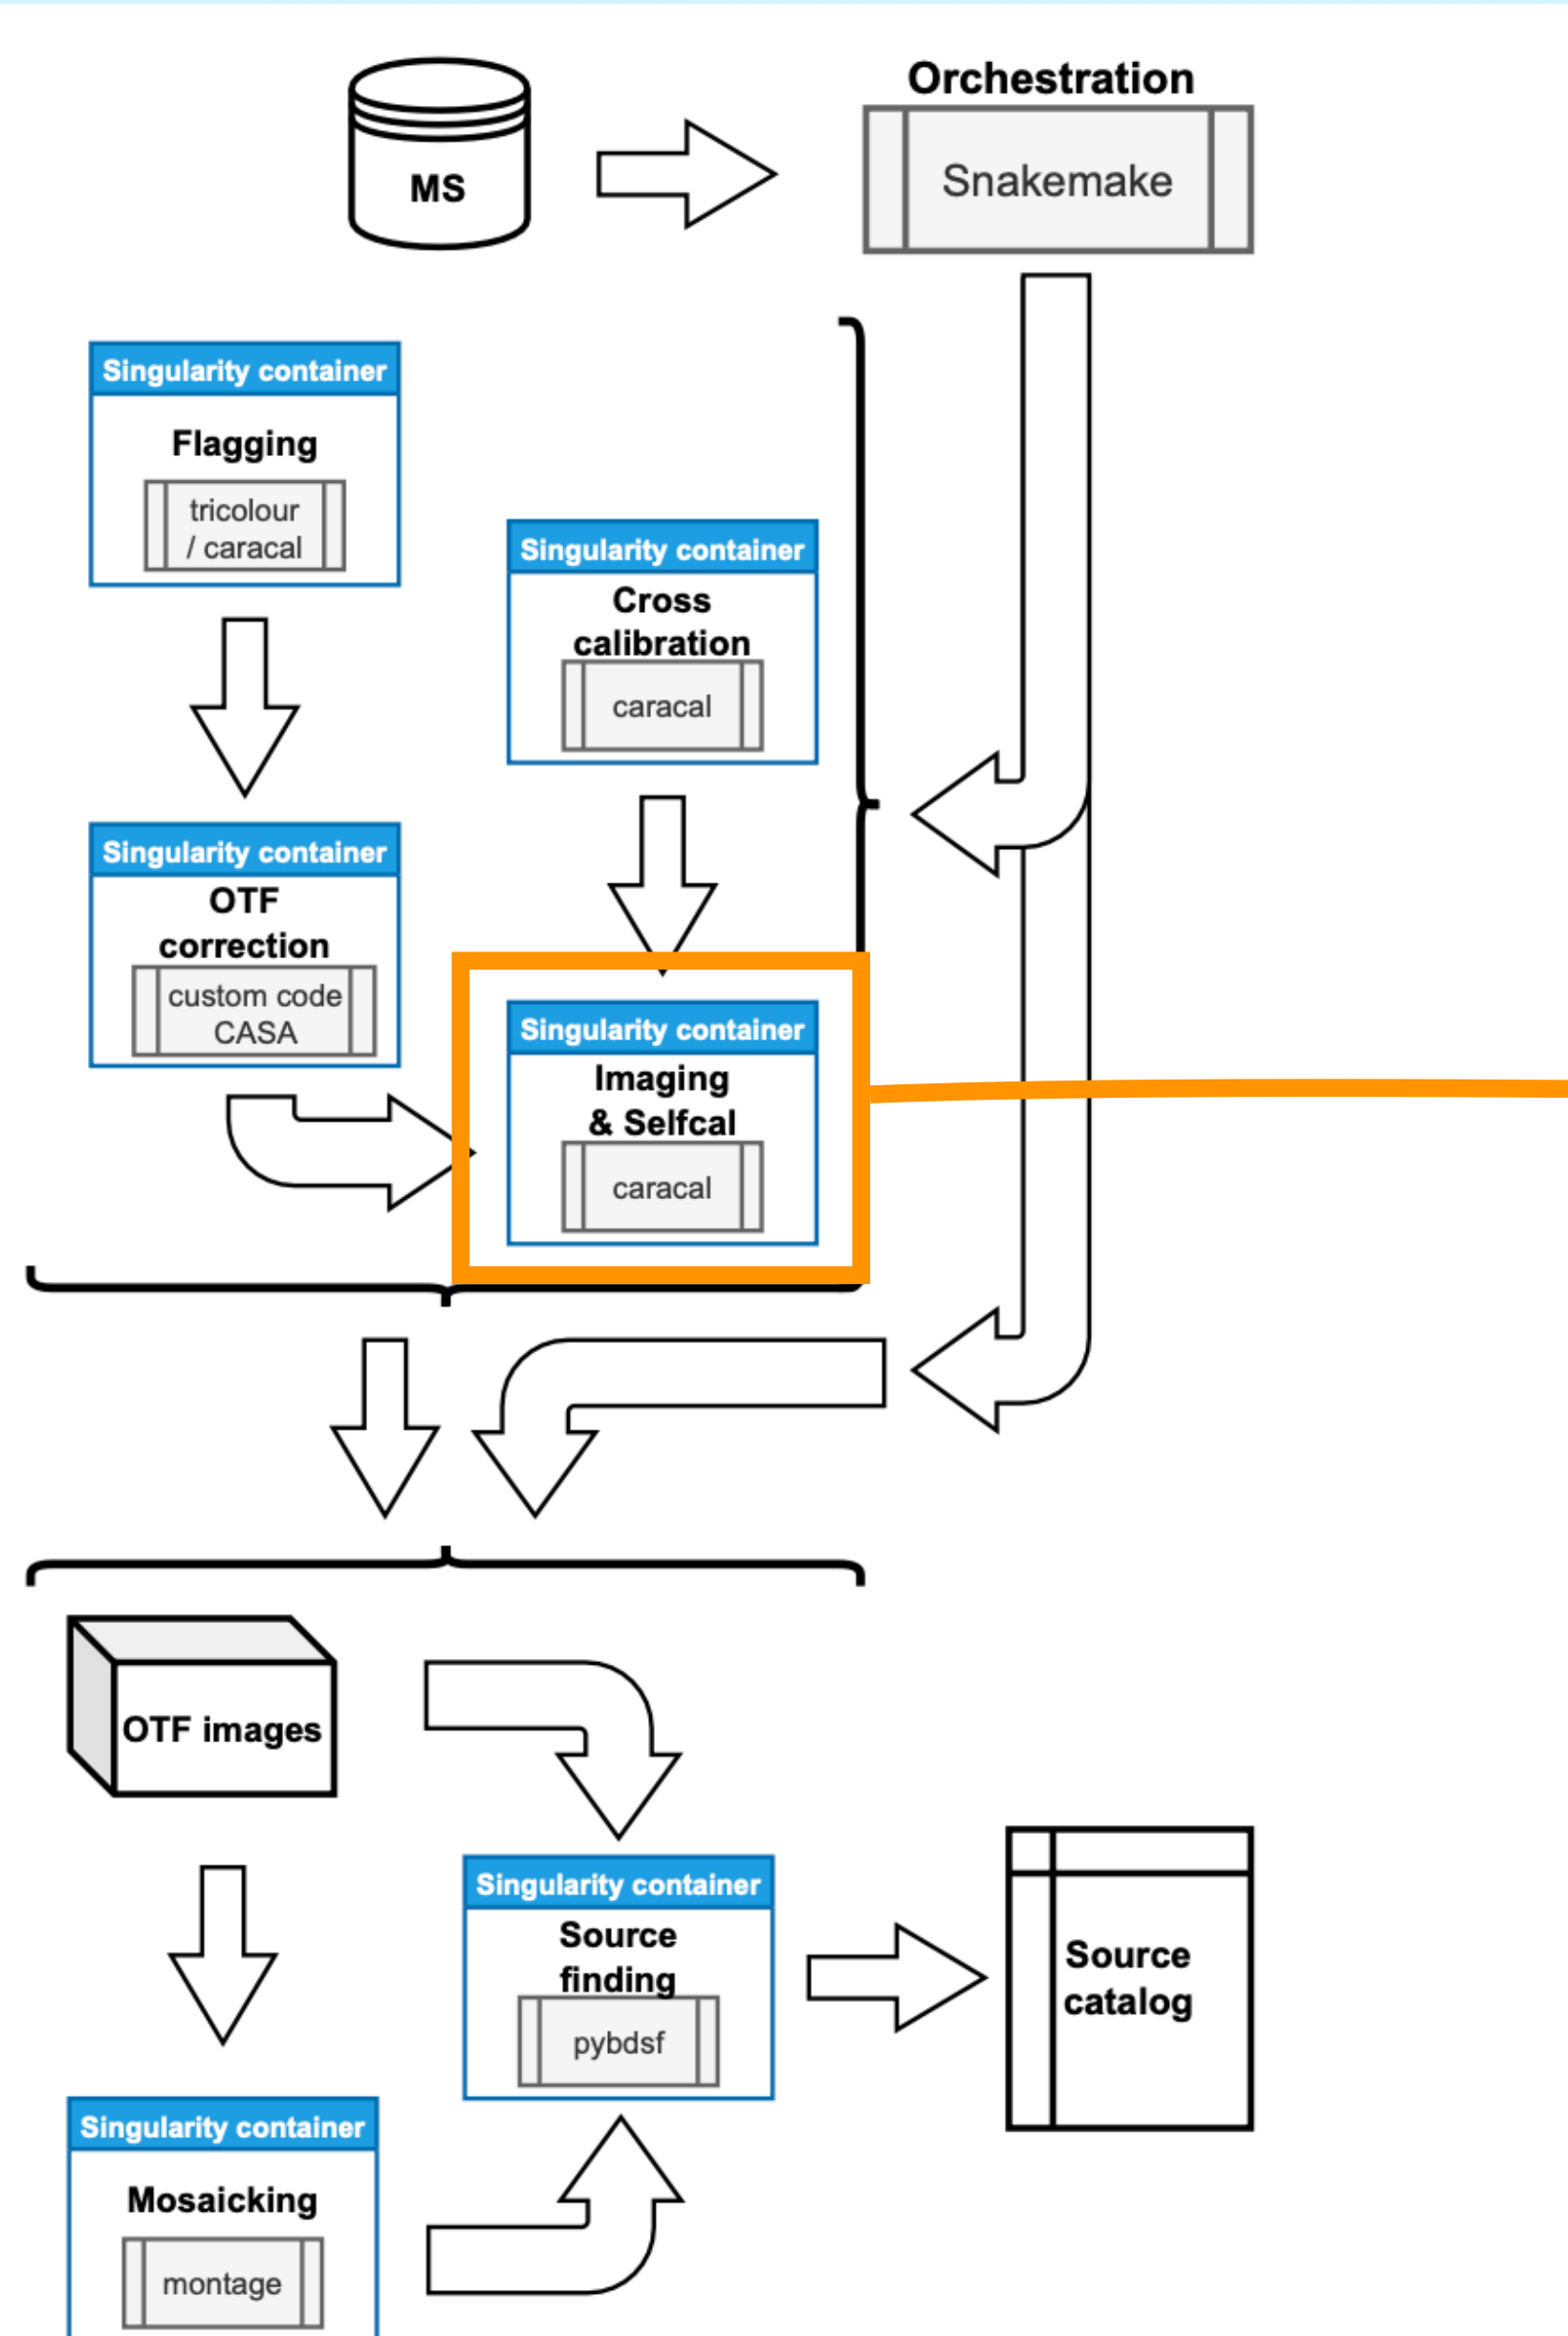 Orchestration
MS
Snakemake
Singularity container
Flagging
tricolour
/ caracal
Singularity container
Cross
calibration
caracal
Singularity container
OTF
correction
custom code
CASA
Singularity container
Imaging
& Selfcal
caracal
OTF images
Singularity container
Source
finding
pybdsf
Source
catalog
Singularity container
Mosaicking
montage